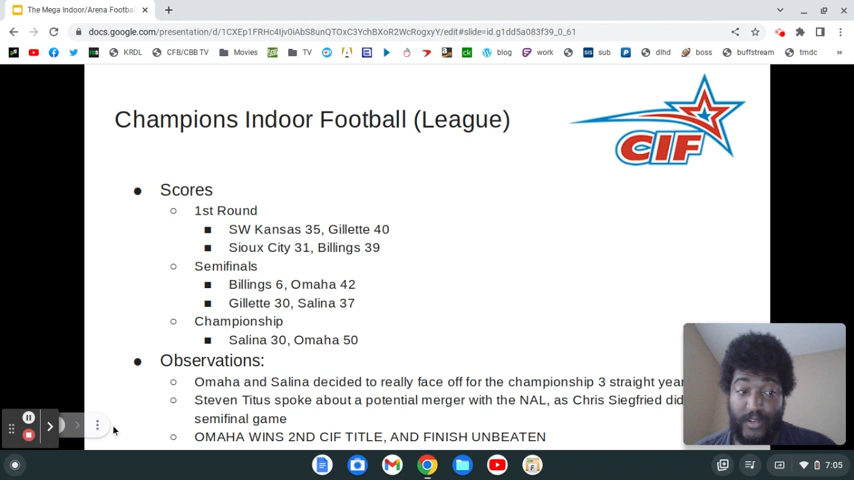 The Mega Indoor/Arena Footba
docs.google.com/presentation/d/1CXEp1FRHc4Ijv0iAbS8unQTOxC3YchBXoR2WcRogxyY/edit#slide=id.g1dd5a083f39_0_61
KRDL CFB/CBB TV Movies TV blog work sub dlhd boss buffstream tmdc
Champions Indoor Football (League)
CIF
● Scores
○ 1st Round
■ SW Kansas 35, Gillette 40
■ Sioux City 31, Billings 39
○ Semifinals
■ Billings 6, Omaha 42
■ Gillette 30, Salina 37
○ Championship
■ Salina 30, Omaha 50
● Observations:
○ Omaha and Salina decided to really face off for the championship 3 straight
○ Steven Titus spoke about a potential merger with the NAL, as Chris Siegfried did
semifinal game
○ OMAHA WINS 2ND CIF TITLE, AND FINISH UNBEATEN
7:05